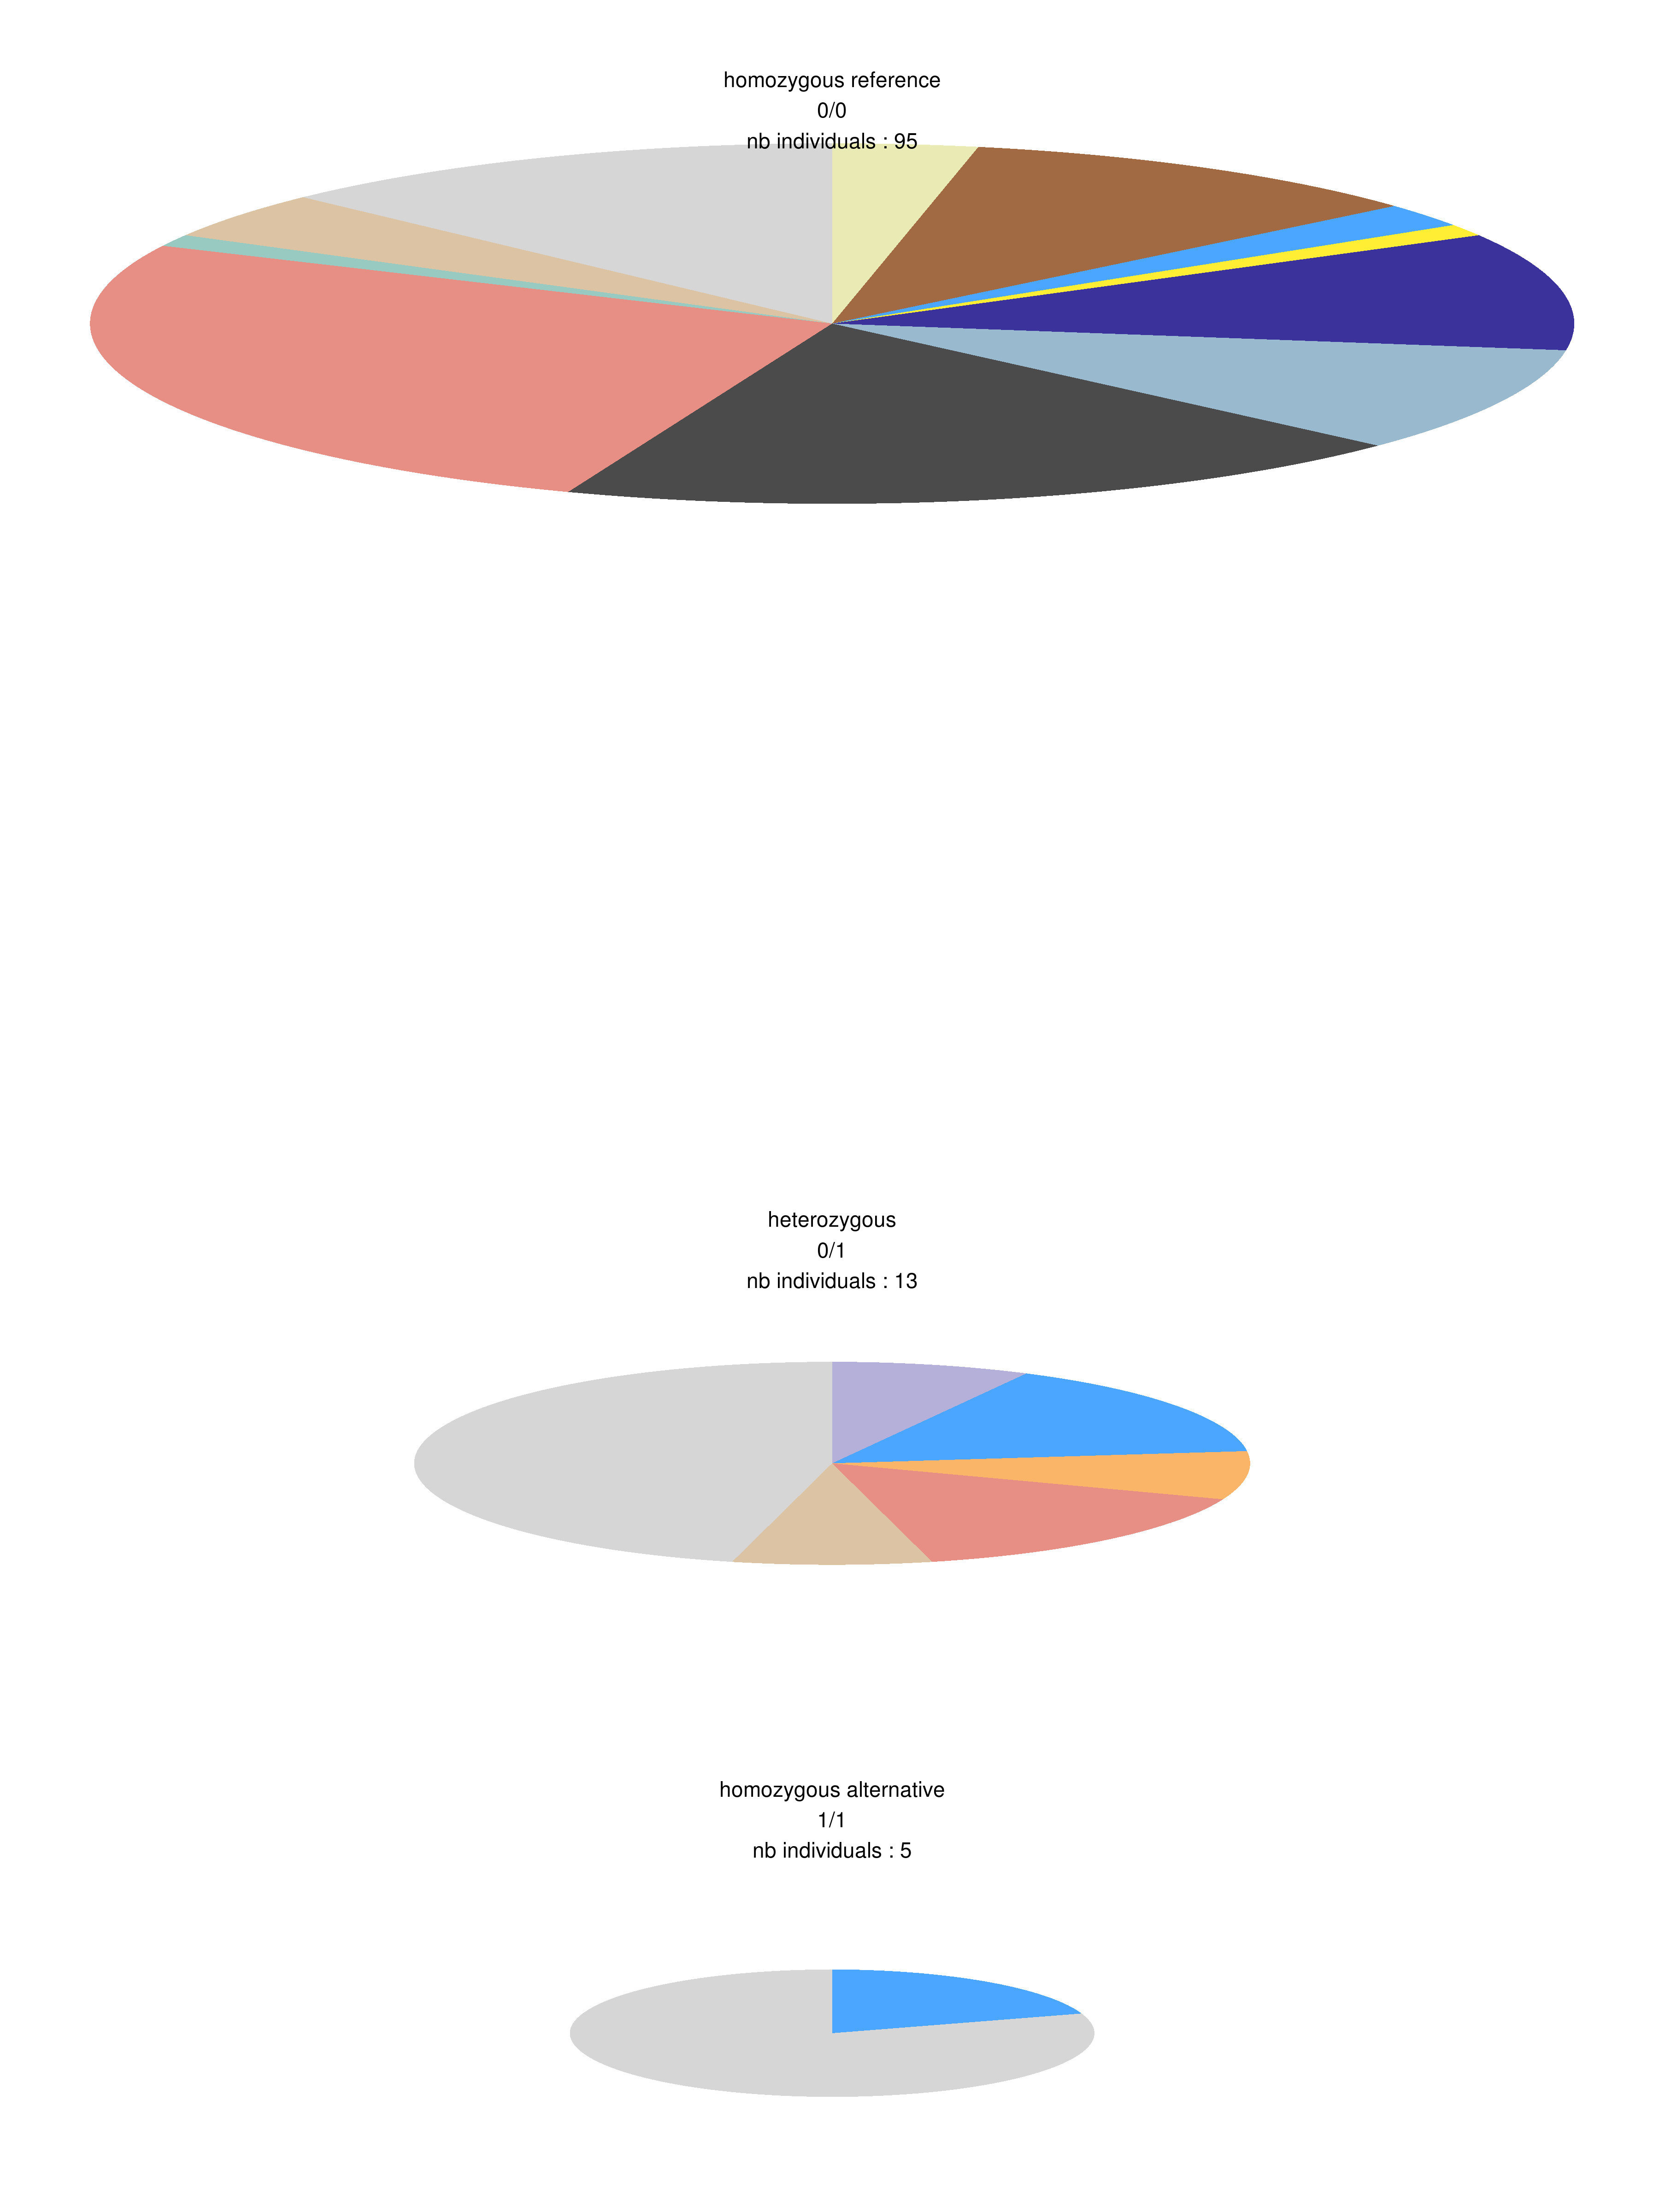 homozygous reference
0/0
nb individuals : 95
heterozygous
0/1
nb individuals : 13
homozygous alternative
1/1
nb individuals : 5